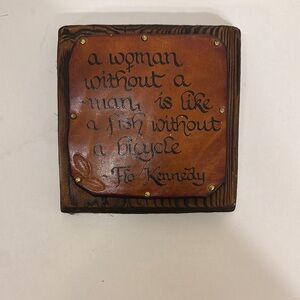 a woman
without a
man, is like
a fish without
a bicycle
~Flo Kennedy